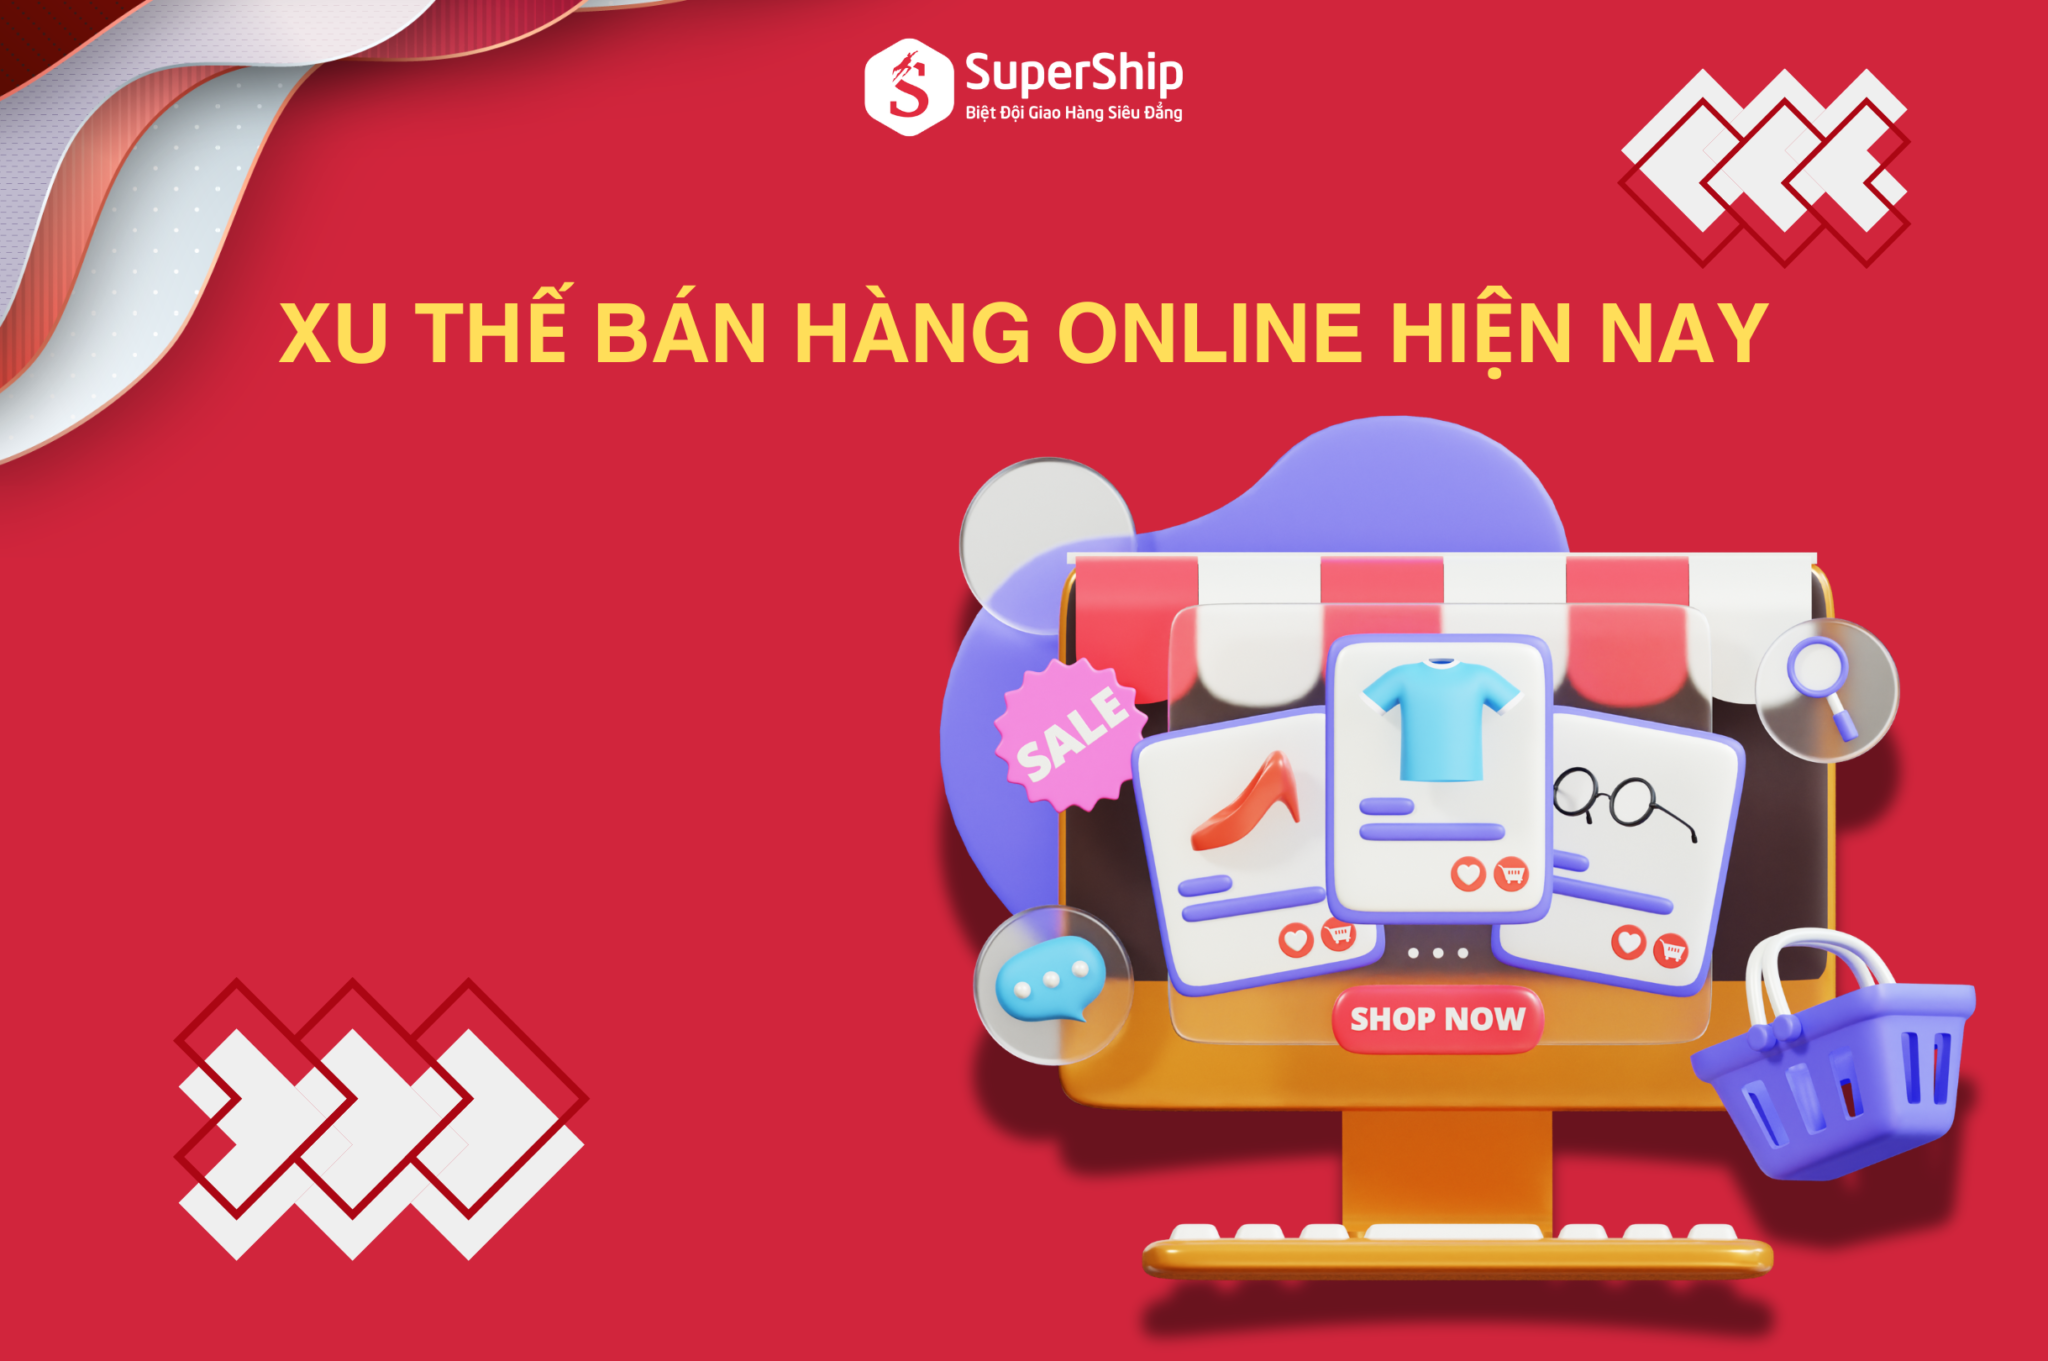 SuperShip
Biệt Đội Giao Hàng Siêu Đẳng
XU THẾ BÁN HÀNG ONLINE HIỆN NAY
SALE
SHOP NOW